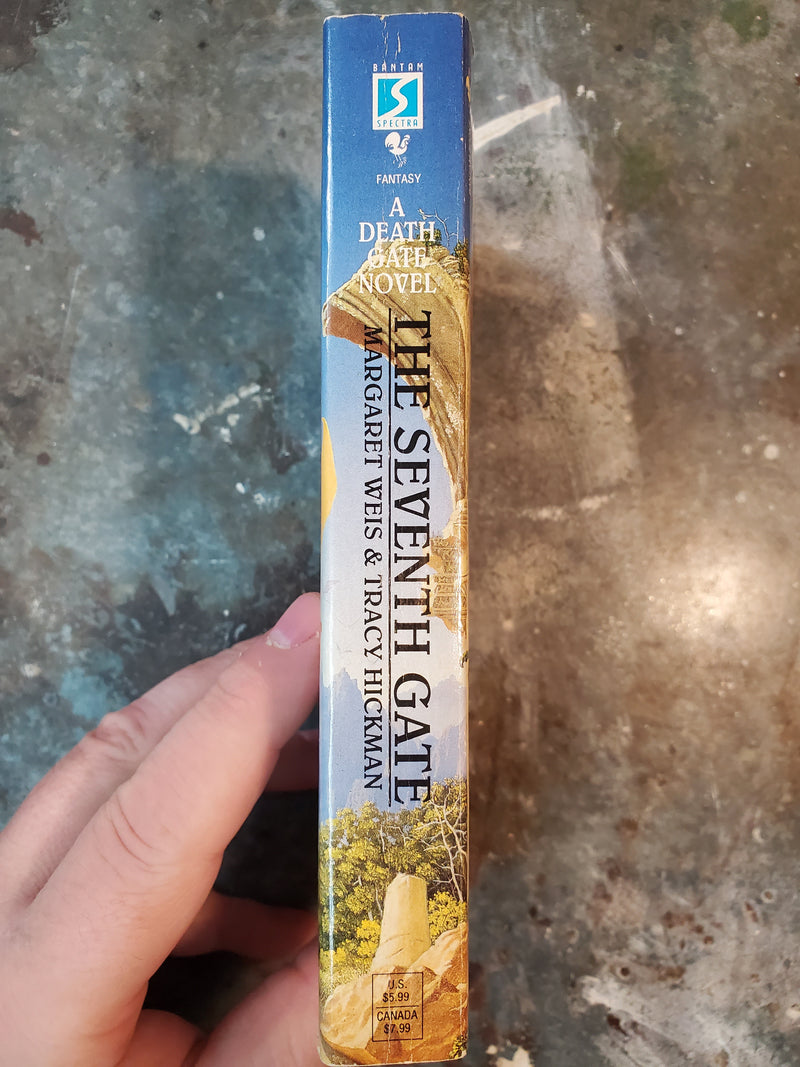 BANTAM
SPECTRA
FANTASY
A
DEATH
GATE
NOVEL
THE SEVENTH GATE
MARGARET WEIS & TRACY HICKMAN
U.S.
$5.99
CANADA
$7.99